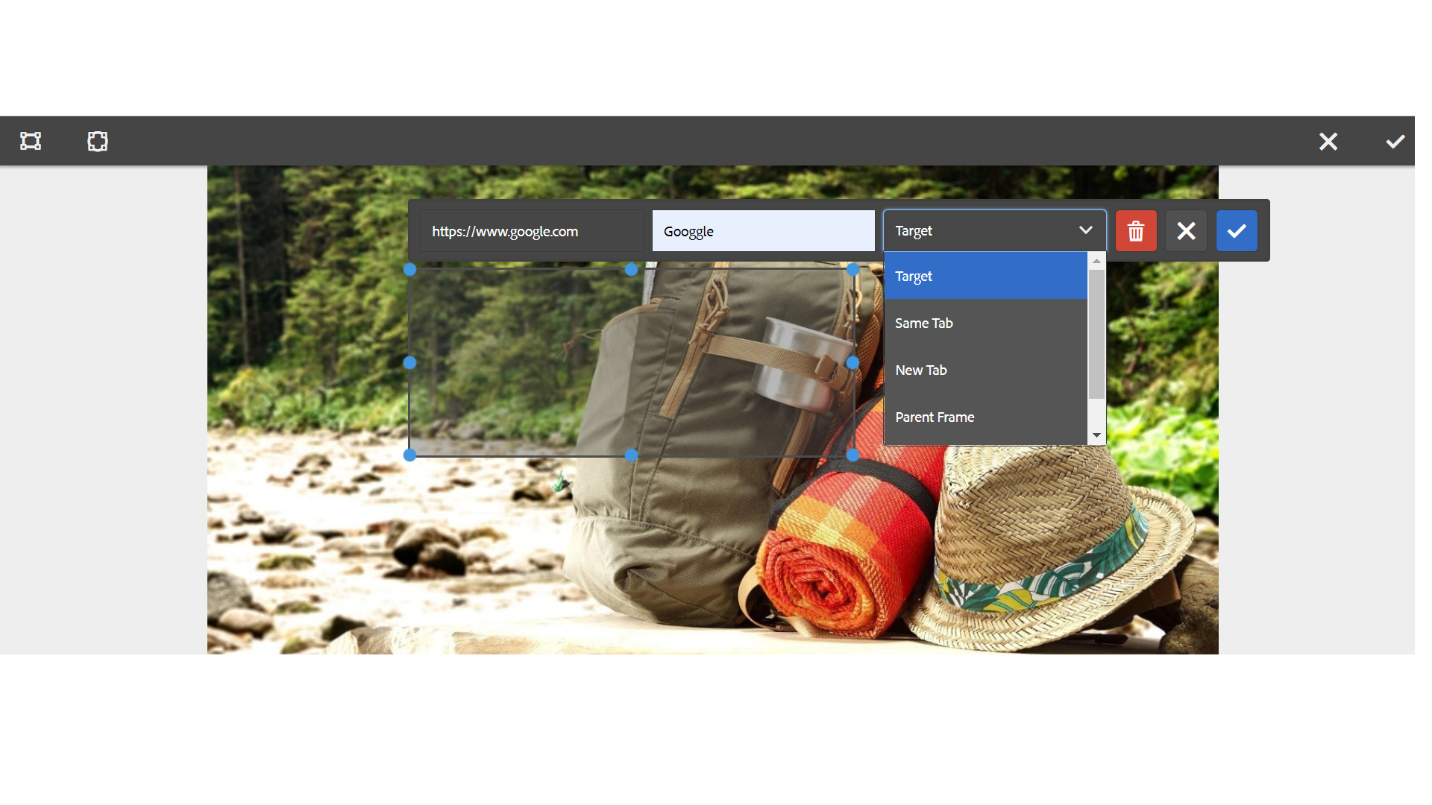 https://www.google.com
Googgle
Target
Target
Same Tab
New Tab
Parent Frame